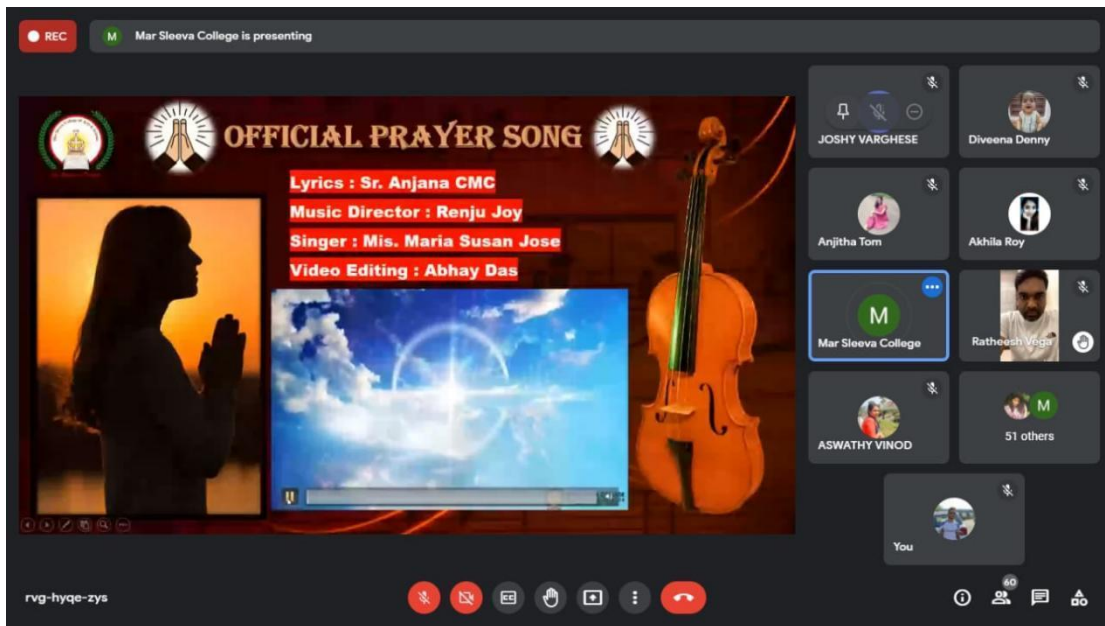 REC
M Mar Sleeva College is presenting
OFFICIAL PRAYER SONG
Lyrics : Sr. Anjana CMC
Music Director : Renju Joy
Singer : Mis. Maria Susan Jose
Video Editing : Abhay Das
JOSHY VARGHESE
Diveena Denny
Anjitha Tom
Akhila Roy
M
Mar Sleeva College
Ratheesh Vega
ASWATHY VINOD
M
51 others
You
rvg-hyqe-zys
CC
60